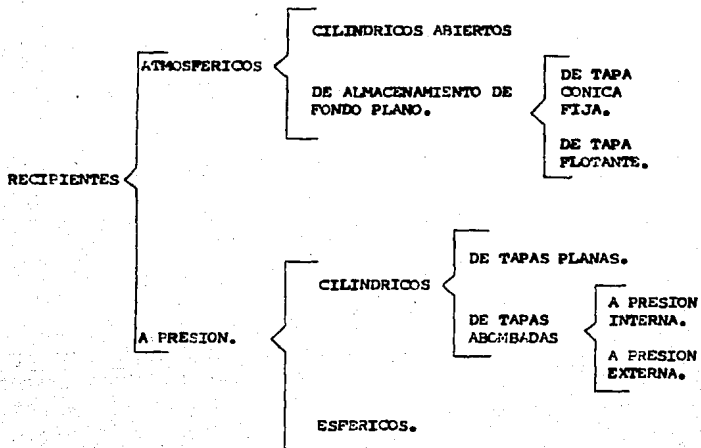 CILINDRICOS ABIERTOS
ATMOSFERICOS
DE ALMACENAMIENTO DE
FONDO PLANO.
DE TAPA
CONICA
FIJA.
DE TAPA
FLOTANTE.
RECIPIENTES
CILINDRICOS
DE TAPAS PLANAS.
A PRESION.
DE TAPAS
ABOMBADAS
A PRESION
INTERNA.
A PRESION
EXTERNA.
ESFERICOS.